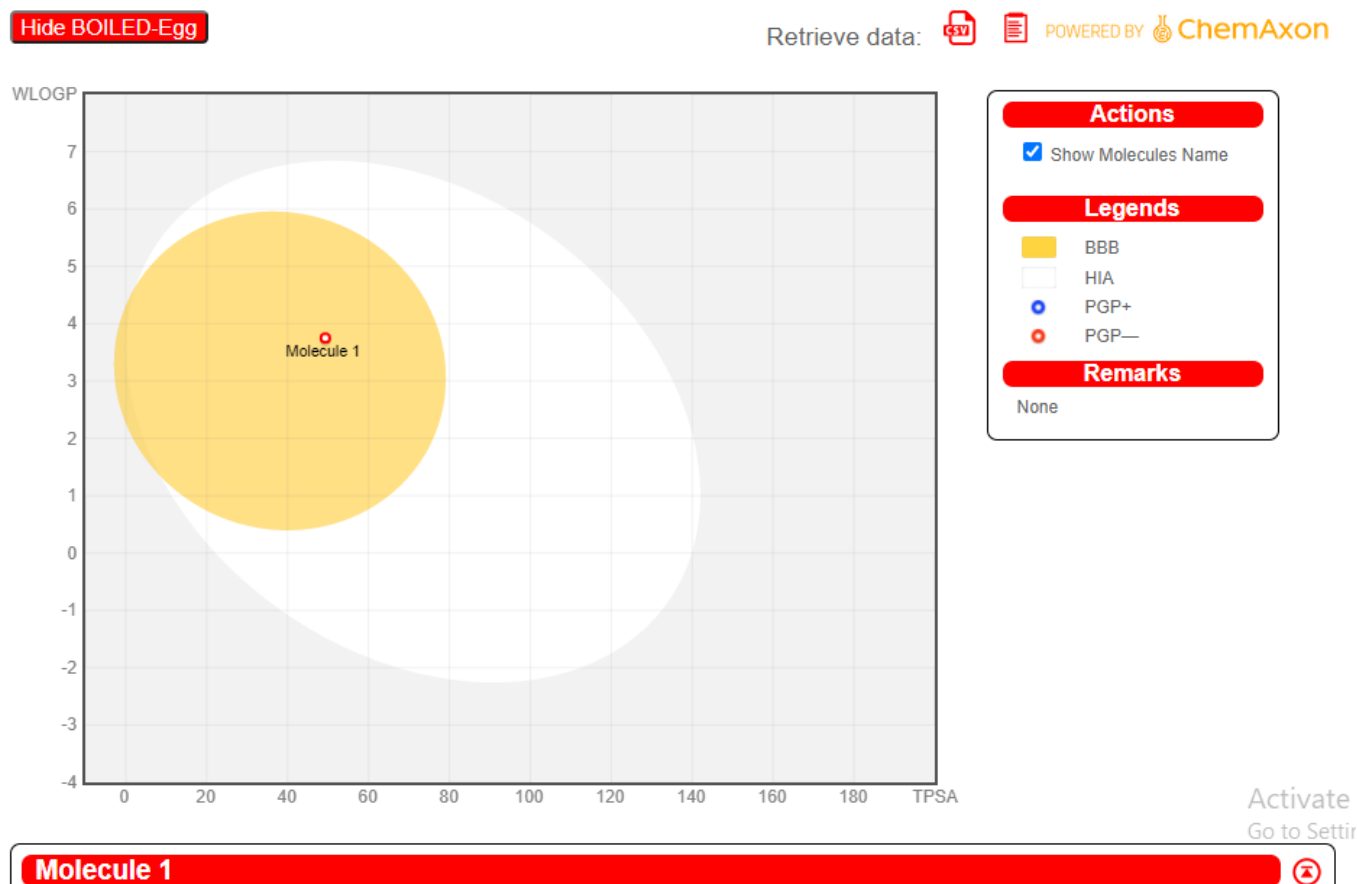 Hide BOILED-Egg
Retrieve data: CSV POWERED BY ChemAxon
WLOGP
7
6
5
4
3
2
1
0
-1
-2
-3
-4
0 20 40 60 80 100 120 140 160 180 TPSA
Molecule 1
Actions
Show Molecules Name
Legends
BBB
HIA
PGP+
PGP—
Remarks
None
Activate
Go to Settin
Molecule 1